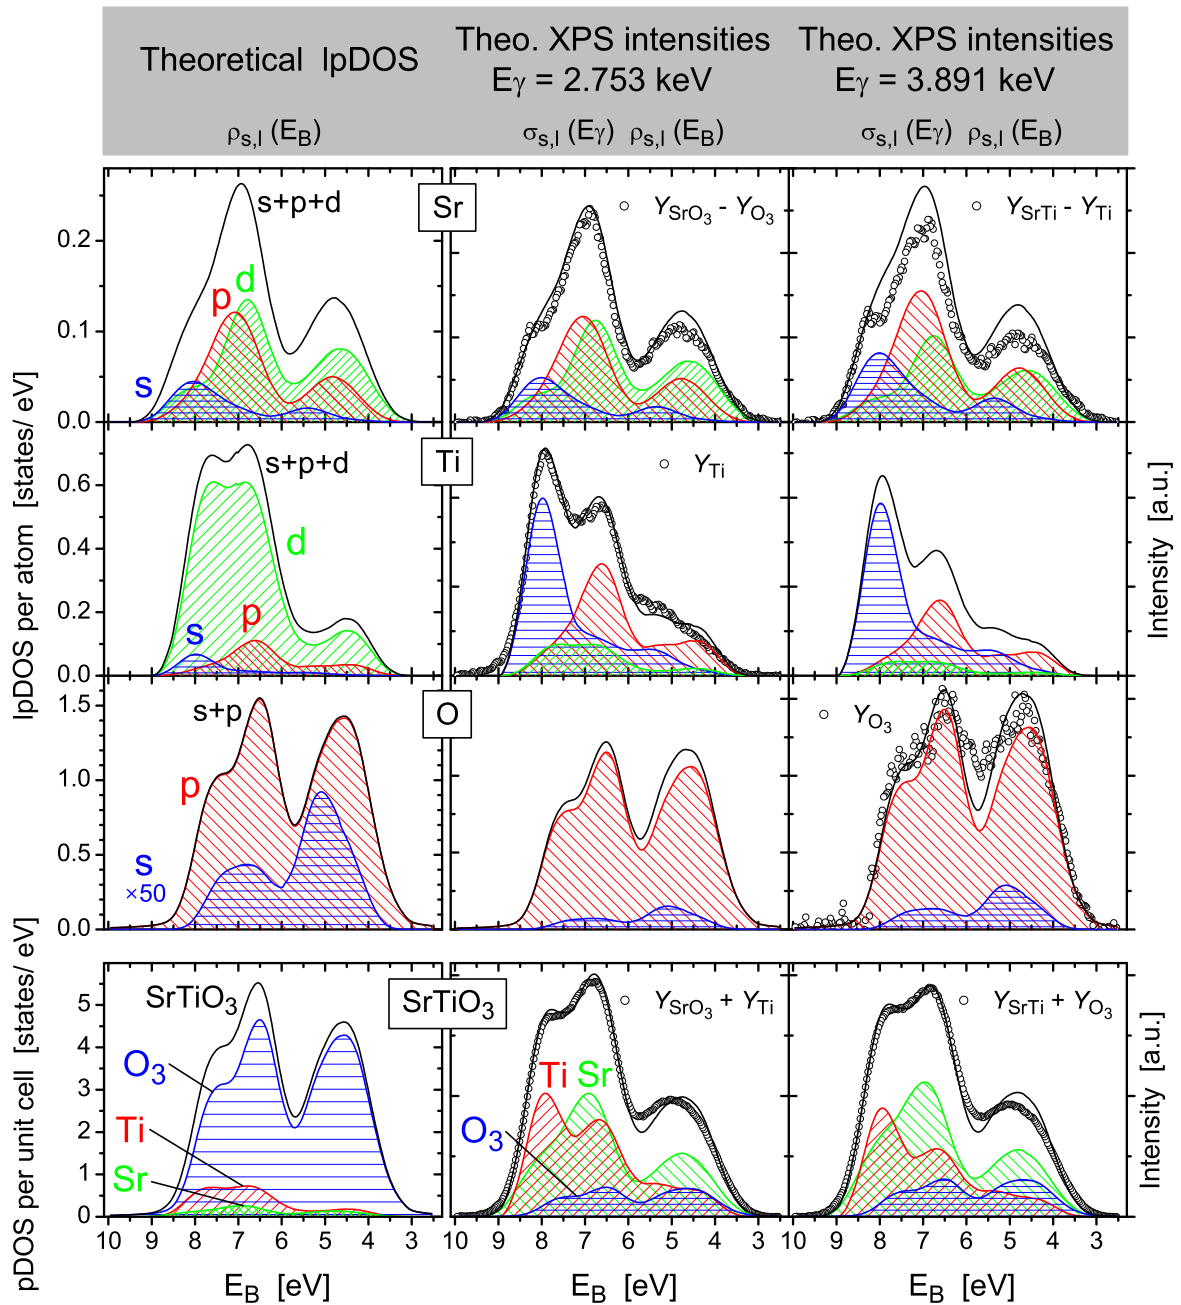 Theoretical lpDOS
ρs,l (EB)
Theo. XPS intensities
Eγ = 2.753 keV
σs,l (Eγ) ρs,l (EB)
Theo. XPS intensities
Eγ = 3.891 keV
σs,l (Eγ) ρs,l (EB)
lpDOS per atom [states/ eV]
0.2
0.1
0.0
s+p+d
d
p
s
Sr
YSrO3 - YO3
YSrTi - YTi
0.6
0.4
0.2
0.0
s+p+d
d
p
s
Ti
YTi
Intensity [a.u.]
1.5
1.0
0.5
0.0
s+p
p
s
×50
O
YO3
pDOS per unit cell [states/ eV]
5
4
3
2
1
0
SrTiO3
O3
Ti
Sr
SrTiO3
YSrO3 + YTi
Ti Sr
O3
YSrTi + YO3
Intensity [a.u.]
10 9 8 7 6 5 4 3
10 9 8 7 6 5 4 3
10 9 8 7 6 5 4 3
EB [eV]
EB [eV]
EB [eV]